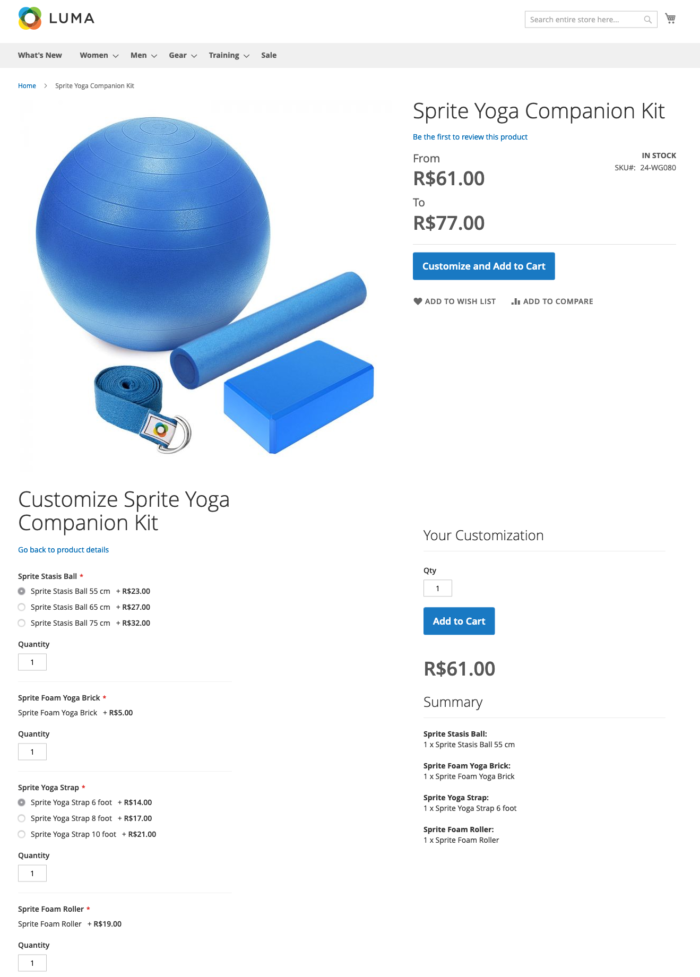 LUMA
Search entire store here...
What's New Women Men Gear Training Sale
Home > Sprite Yoga Companion Kit
Sprite Yoga Companion Kit
Be the first to review this product
From
R$61.00
To
R$77.00
IN STOCK
SKU#: 24-WG080
Customize and Add to Cart
ADD TO WISH LIST ADD TO COMPARE
Customize Sprite Yoga
Companion Kit
Go back to product details
Sprite Stasis Ball *
Sprite Stasis Ball 55 cm + R$23.00
Sprite Stasis Ball 65 cm + R$27.00
Sprite Stasis Ball 75 cm + R$32.00
Quantity
1
Sprite Foam Yoga Brick *
Sprite Foam Yoga Brick + R$5.00
Quantity
1
Sprite Yoga Strap *
Sprite Yoga Strap 6 foot + R$14.00
Sprite Yoga Strap 8 foot + R$17.00
Sprite Yoga Strap 10 foot + R$21.00
Quantity
1
Sprite Foam Roller *
Sprite Foam Roller + R$19.00
Quantity
1
Your Customization
Qty
1
Add to Cart
R$61.00
Summary
Sprite Stasis Ball:
1 x Sprite Stasis Ball 55 cm
Sprite Foam Yoga Brick:
1 x Sprite Foam Yoga Brick
Sprite Yoga Strap:
1 x Sprite Yoga Strap 6 foot
Sprite Foam Roller:
1 x Sprite Foam Roller